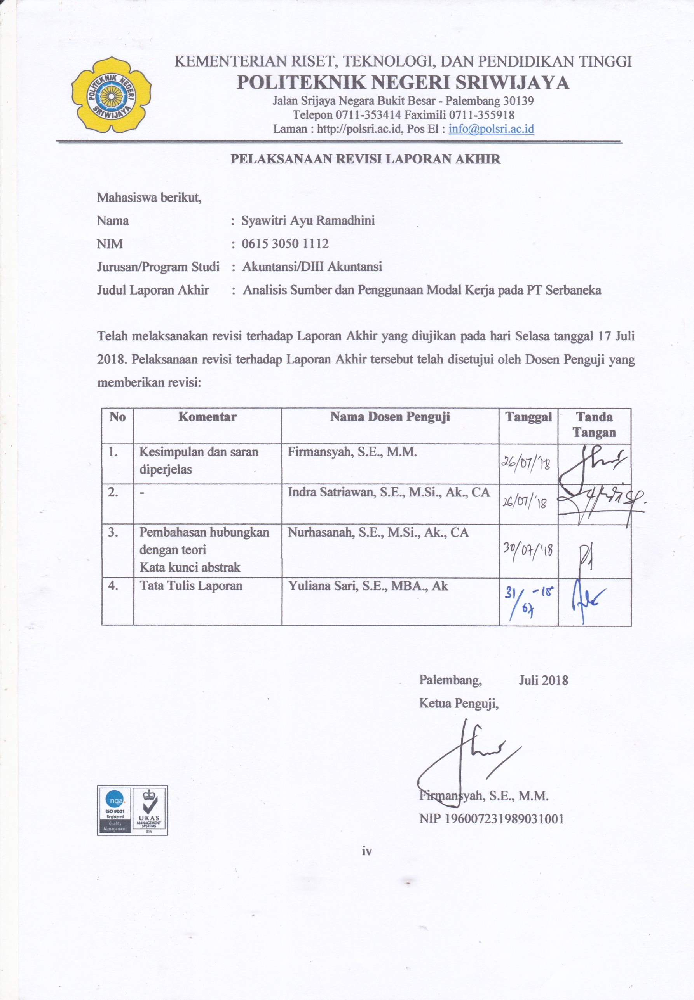 POLITEKNIK NEGERI
SRIWIJAYA
KEMENTERIAN RISET, TEKNOLOGI, DAN PENDIDIKAN TINGGI
POLITEKNIK NEGERI SRIWIJAYA
Jalan Srijaya Negara Bukit Besar - Palembang 30139
Telepon 0711-353414 Faximili 0711-355918
Laman : http://polsri.ac.id, Pos El : info@polsri.ac.id
PELAKSANAAN REVISI LAPORAN AKHIR
Mahasiswa berikut,
Nama : Syawitri Ayu Ramadhini
NIM : 0615 3050 1112
Jurusan/Program Studi : Akuntansi/DIII Akuntansi
Judul Laporan Akhir : Analisis Sumber dan Penggunaan Modal Kerja pada PT Serbaneka
Telah melaksanakan revisi terhadap Laporan Akhir yang diujikan pada hari Selasa tanggal 17 Juli
2018. Pelaksanaan revisi terhadap Laporan Akhir tersebut telah disetujui oleh Dosen Penguji yang
memberikan revisi:
No Komentar Nama Dosen Penguji Tanggal Tanda
Tangan
1. Kesimpulan dan saran Firmansyah, S.E., M.M.
diperjelas 26/07/'18
2. - Indra Satriawan, S.E., M.Si., Ak., CA
26/07/'18
3. Pembahasan hubungkan Nurhasanah, S.E., M.Si., Ak., CA
dengan teori 30/07/'18
Kata kunci abstrak
4. Tata Tulis Laporan Yuliana Sari, S.E., MBA., Ak
31/07
Palembang, Juli 2018
Ketua Penguji,
Firmansyah, S.E., M.M.
NIP 196007231989031001
nqa.
ISO 9001
Registered
Quality
Management
UKAS
MANAGEMENT
SYSTEMS
015
iv